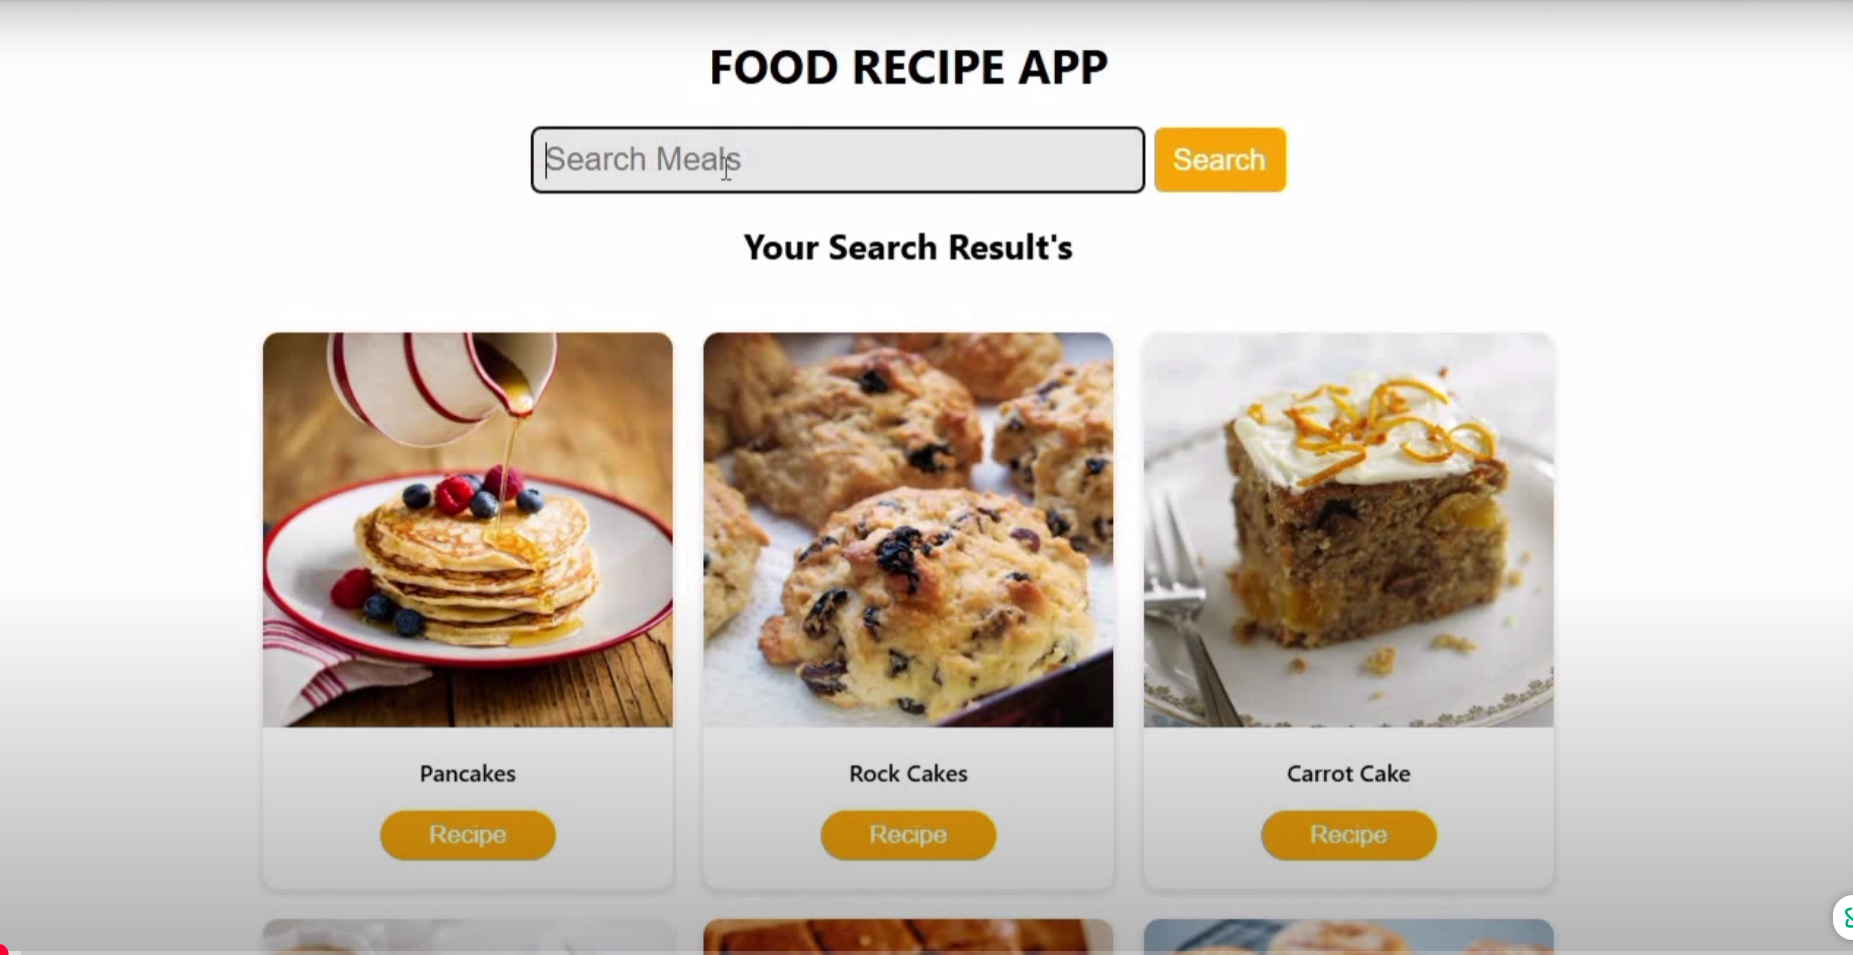 FOOD RECIPE APP
Search Meals
Search
Your Search Result's
Pancakes
Rock Cakes
Carrot Cake
Recipe
Recipe
Recipe